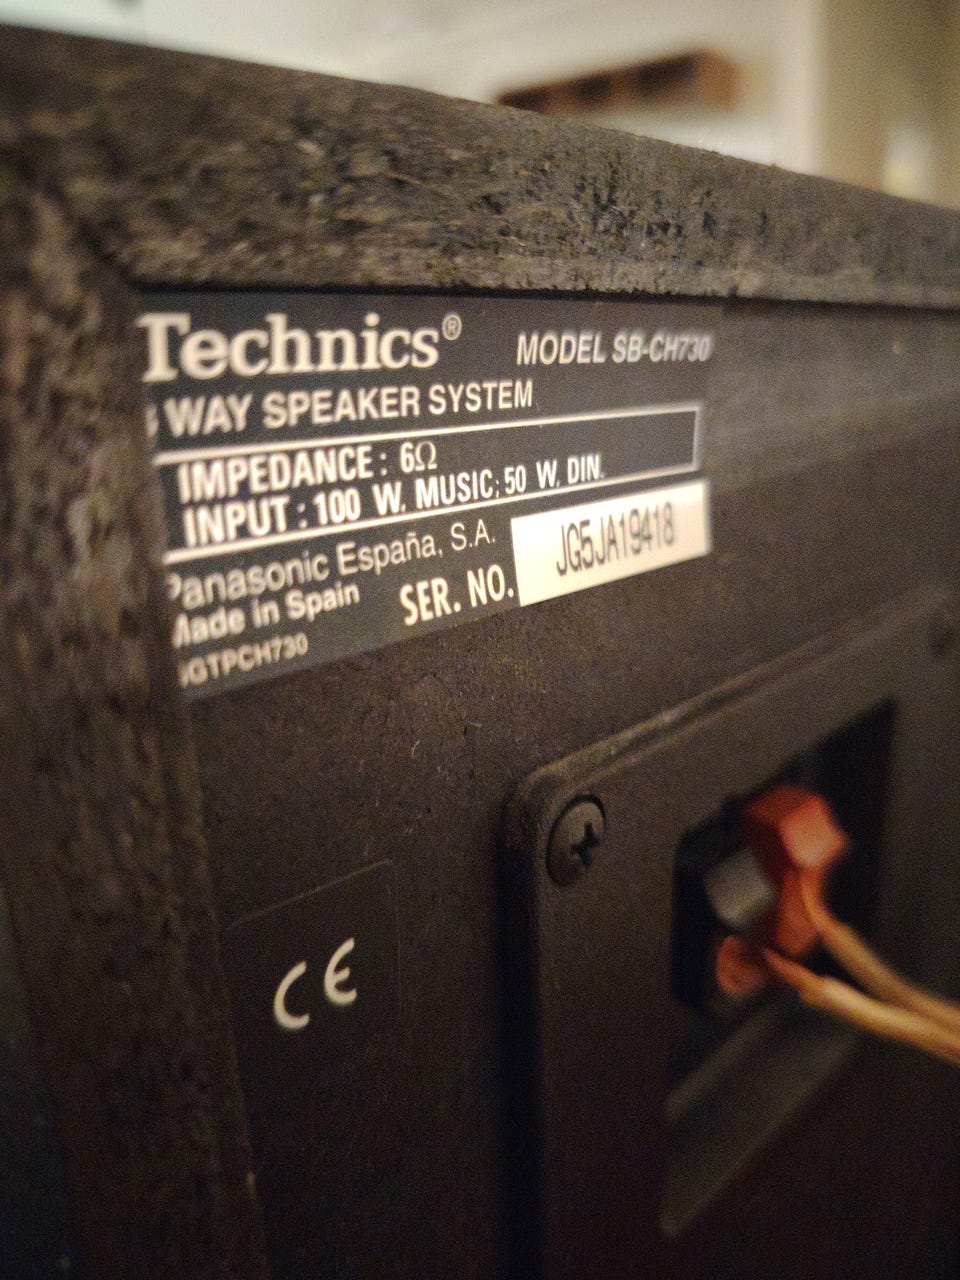 Technics®
MODEL SB-CH730
WAY SPEAKER SYSTEM
IMPEDANCE: 6Ω
INPUT: 100 W. MUSIC; 50 W. DIN.
Panasonic España, S.A.
Made in Spain
SER. NO. JG5JA19418
GTPCH730
CE